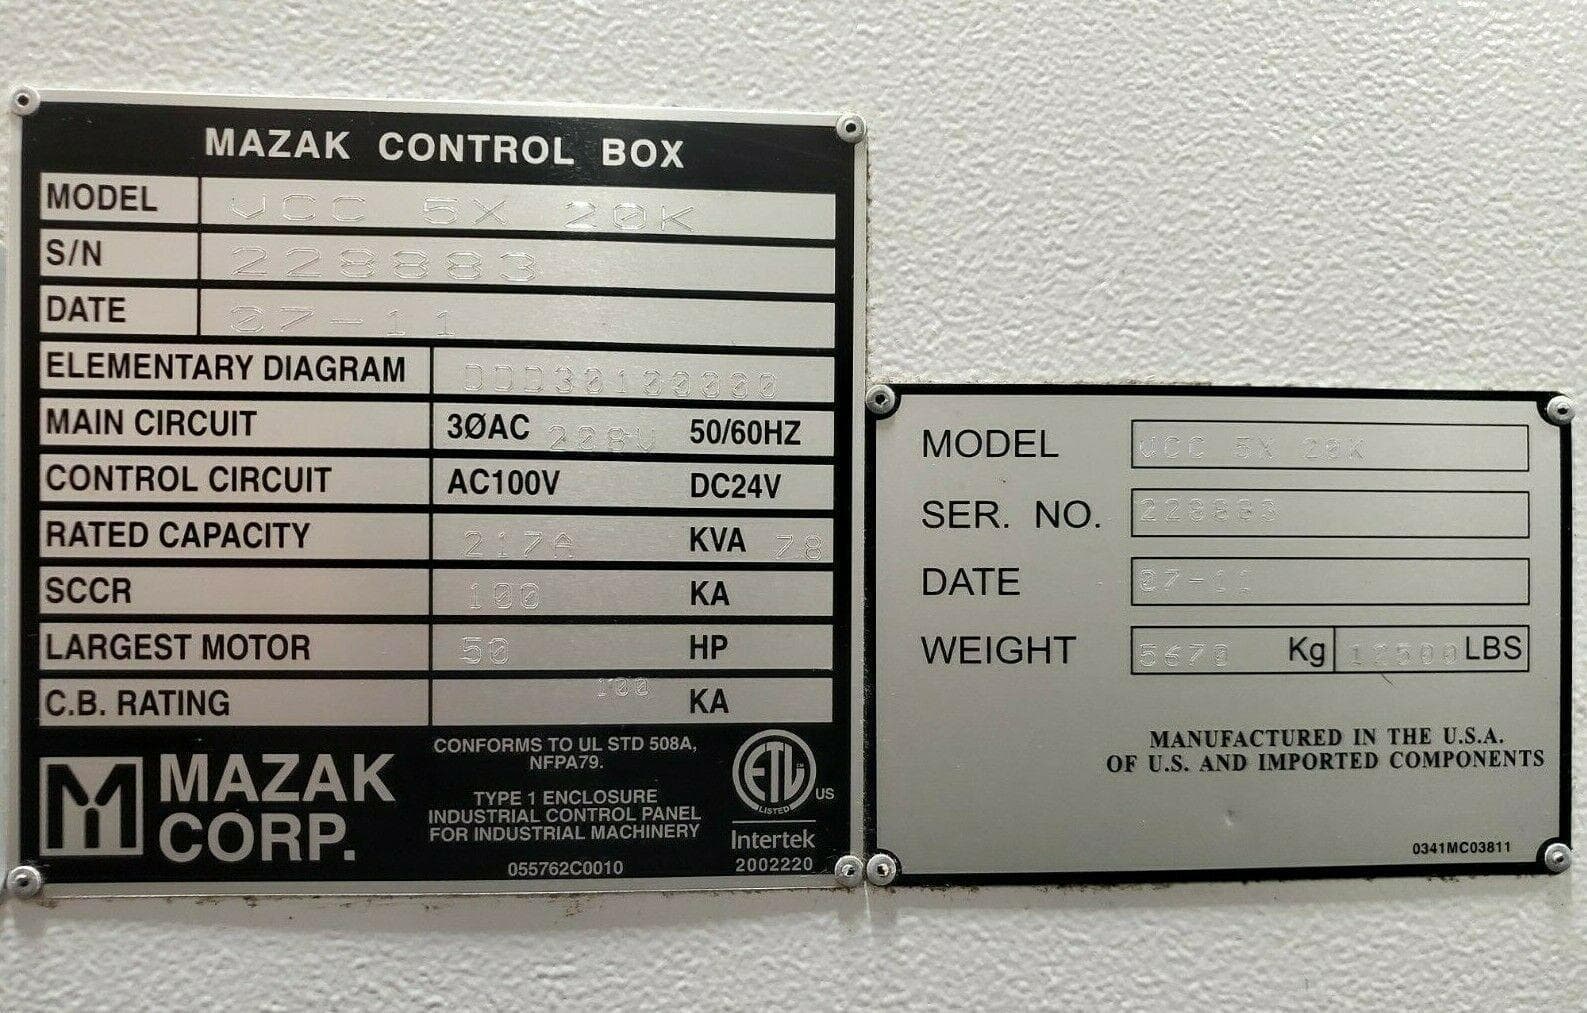 MAZAK CONTROL BOX
MODEL VCC 5X 20K
S/N 228883
DATE 07-11
ELEMENTARY DIAGRAM DDD30100000
MAIN CIRCUIT 3ØAC 208V 50/60HZ
CONTROL CIRCUIT AC100V DC24V
RATED CAPACITY 217A KVA 78
SCCR 100 KA
LARGEST MOTOR 50 HP
C.B. RATING 100 KA
MAZAK
CORP.
CONFORMS TO UL STD 508A,
NFPA79.
TYPE 1 ENCLOSURE
INDUSTRIAL CONTROL PANEL
FOR INDUSTRIAL MACHINERY
055762C0010
ETL CM
LISTED
US
Intertek
2002220
MODEL VCC 5X 20K
SER. NO. 228883
DATE 07-11
WEIGHT 5670 Kg 12500 LBS
MANUFACTURED IN THE U.S.A.
OF U.S. AND IMPORTED COMPONENTS
0341MC03811